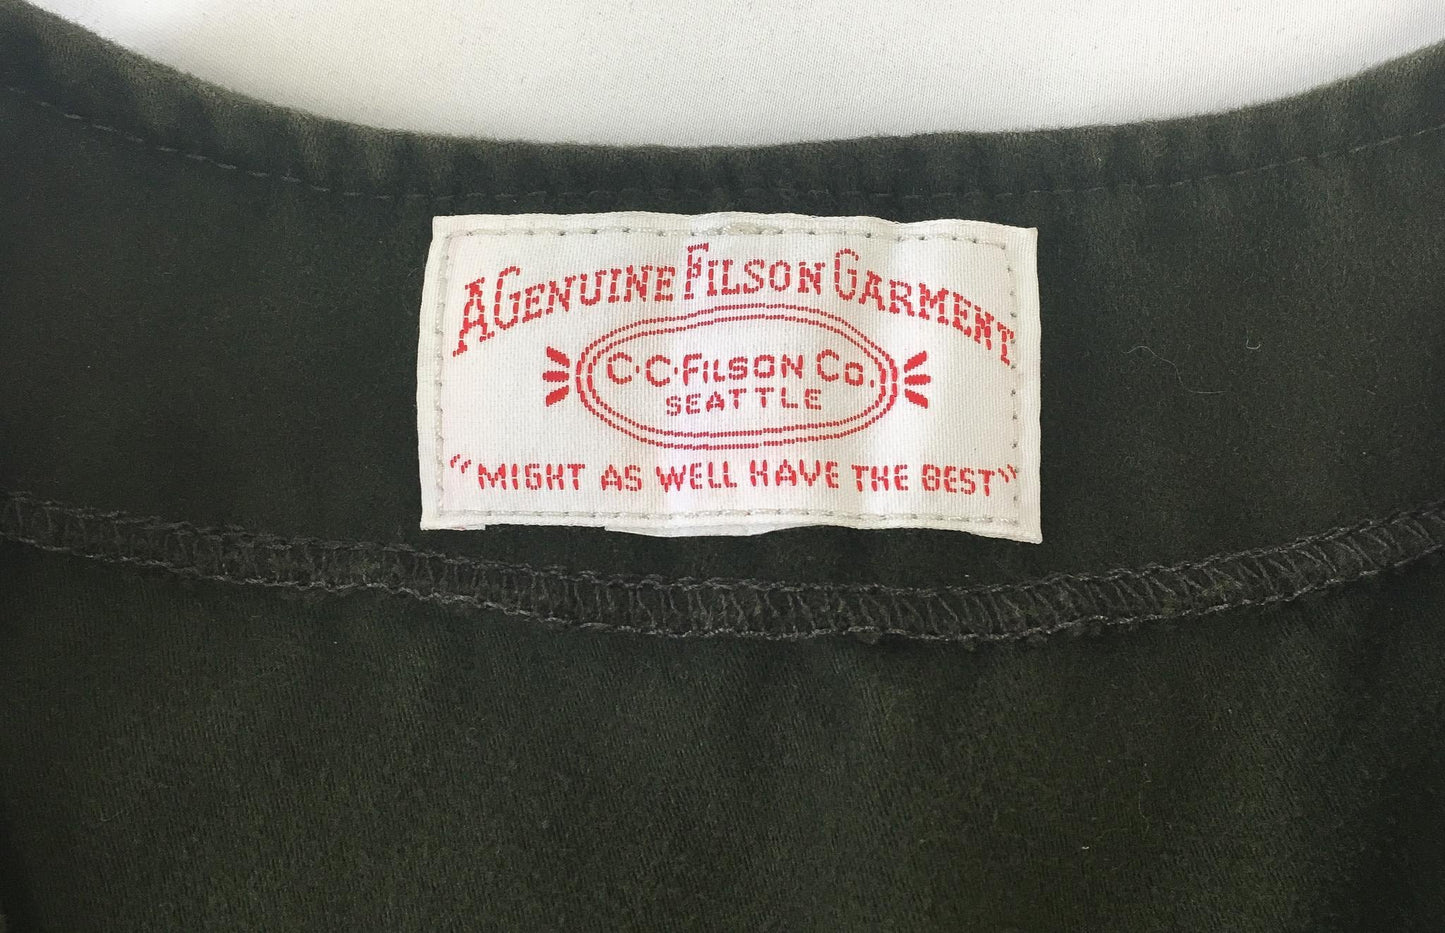 A GENUINE FILSON GARMENT
C·C·FILSON CO.
SEATTLE
"MIGHT AS WELL HAVE THE BEST"